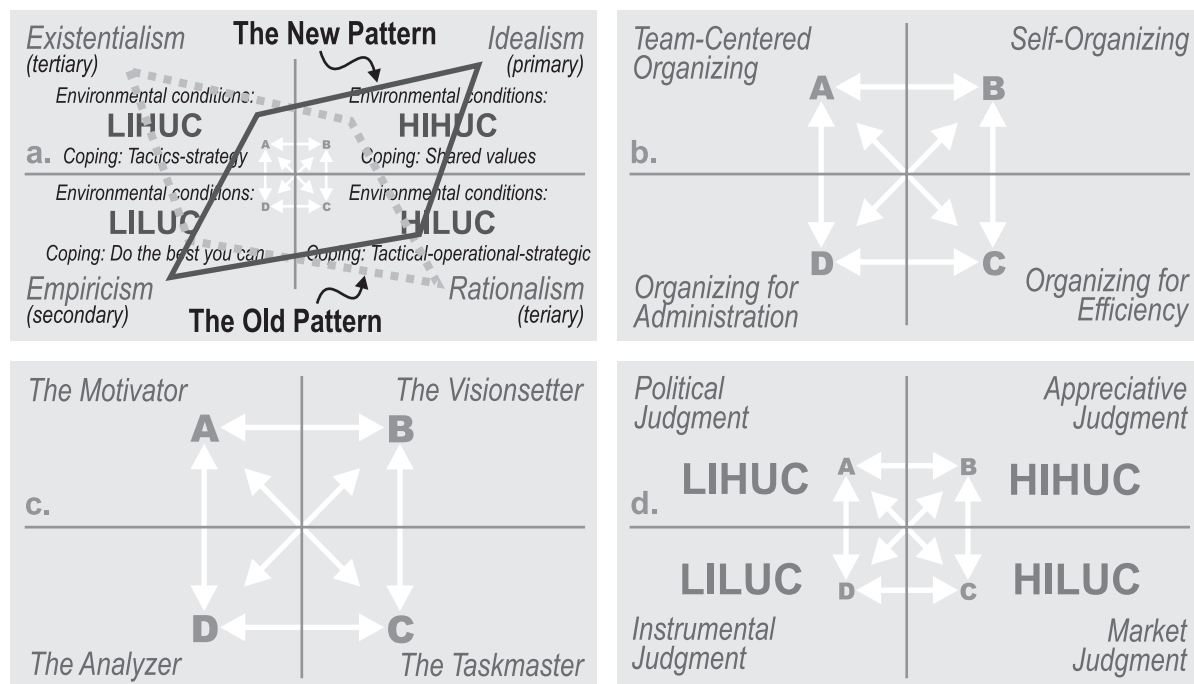 Existentialism
(tertiary)
The New Pattern
Idealism
(primary)
Environmental conditions:
LIHUC
Coping: Tactics-strategy
Environmental conditions:
HIHUC
Coping: Shared values
a.
A
B
D
C
Environmental conditions:
LILUC
Coping: Do the best you can
Environmental conditions:
HILUC
Coping: Tactical-operational-strategic
Empiricism
(secondary)
The Old Pattern
Rationalism
(teriary)
Team-Centered
Organizing
Self-Organizing
A
B
b.
D
C
Organizing for
Administration
Organizing for
Efficiency
The Motivator
The Visionsetter
A
B
c.
D
C
The Analyzer
The Taskmaster
Political
Judgment
Appreciative
Judgment
LIHUC
A
B
HIHUC
d.
LILUC
D
C
HILUC
Instrumental
Judgment
Market
Judgment